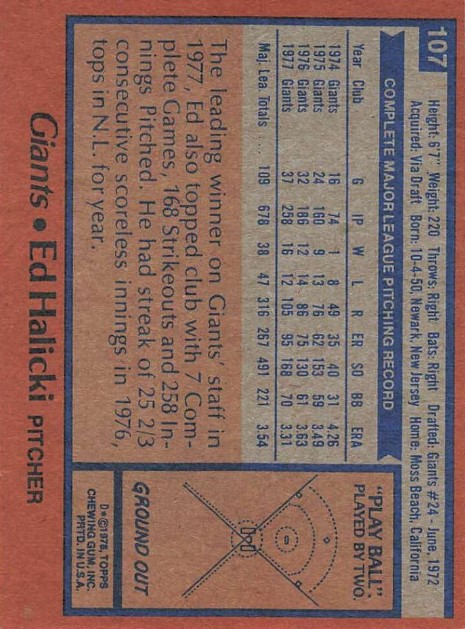 107
Height: 6'7" Weight: 220 Throws: Right Bats: Right Drafted: Giants #24 - June, 1972
Acquired: Via Draft Born: 10-4-50, Newark, New Jersey Home: Moss Beach, California
COMPLETE MAJOR LEAGUE PITCHING RECORD
Year Club G IP W L R ER SO BB ERA
1974 Giants 16 74 1 8 49 35 40 31 4.26
1975 Giants 24 160 9 13 76 62 153 59 3.49
1976 Giants 32 186 12 14 86 75 130 61 3.63
1977 Giants 37 258 16 12 105 95 168 70 3.31
Maj. Lea. Totals 109 678 38 47 316 267 491 221 3.54
The leading winner on Giants' staff in
1977, Ed also topped club with 7 Com-
plete Games, 168 Strikeouts and 258 In-
nings Pitched. He had streak of 25 2/3
consecutive scoreless innings in 1976,
tops in N.L. for year.
"PLAY BALL":
PLAYED BY TWO.
GROUND OUT
D*©1978, TOPPS
CHEWING GUM, INC.
PRTD. IN U.S.A.
Giants • Ed Halicki PITCHER